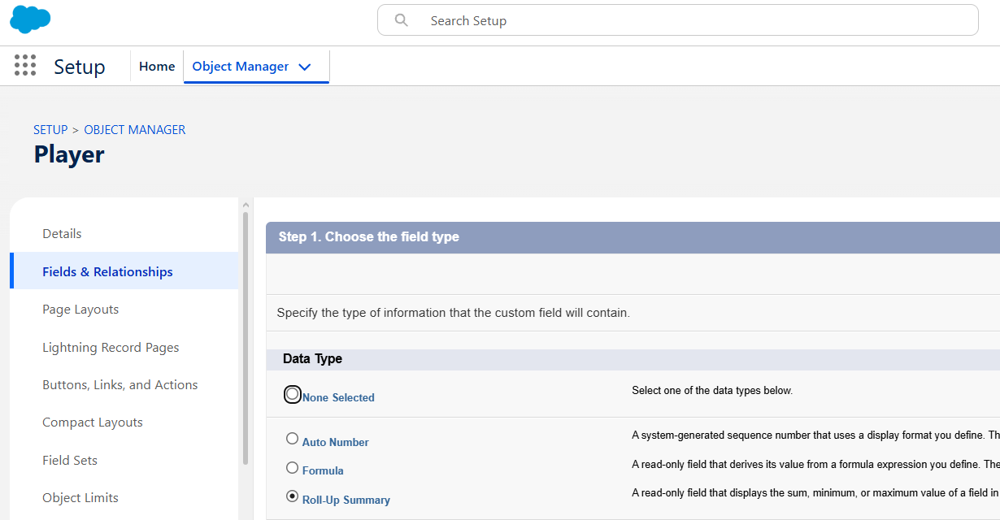 Search Setup
Setup
Home
Object Manager
SETUP > OBJECT MANAGER
Player
Details
Fields & Relationships
Page Layouts
Lightning Record Pages
Buttons, Links, and Actions
Compact Layouts
Field Sets
Object Limits
Step 1. Choose the field type
Specify the type of information that the custom field will contain.
Data Type
None Selected
Select one of the data types below.
Auto Number
A system-generated sequence number that uses a display format you define. Th
Formula
A read-only field that derives its value from a formula expression you define. The
Roll-Up Summary
A read-only field that displays the sum, minimum, or maximum value of a field in